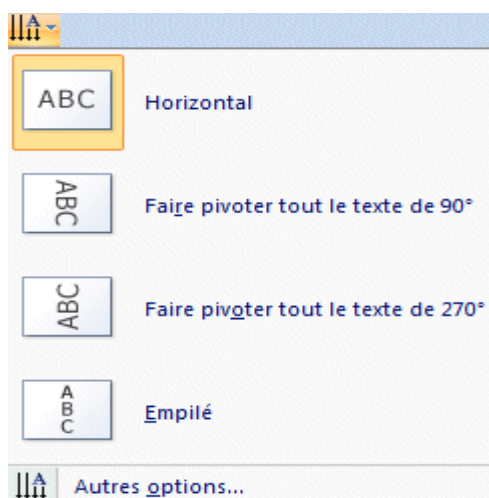 ABC
Horizontal
ABC
Faire pivoter tout le texte de 90°
ABC
Faire pivoter tout le texte de 270°
A
B
C
Empilé
Autres options...